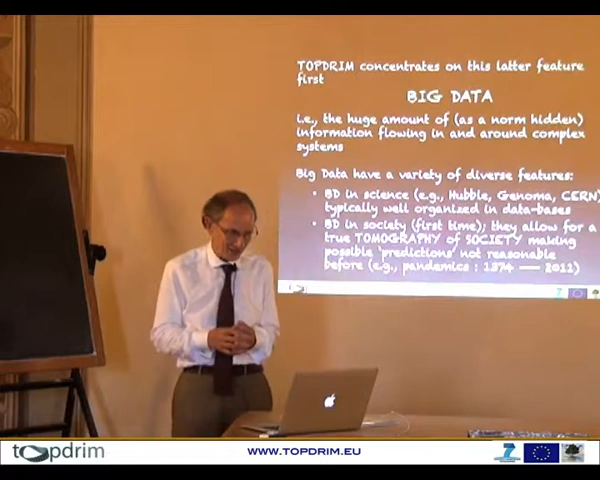 TOPDRIM concentrates on this latter feature
first
BIG DATA
i.e., the huge amount of (as a norm hidden)
information flowing in and around complex
systems
Big Data have a variety of diverse features:
• BD in science (e.g., Hubble, Genoma, CERN)
typically well organized in data-bases
• BD in society (first time); they allow for a
true TOMOGRAPHY of SOCIETY making
possible 'predictions' not reasonable
before (e.g., pandemics : 1374 — 2011)
topdrim
WWW.TOPDRIM.EU
7